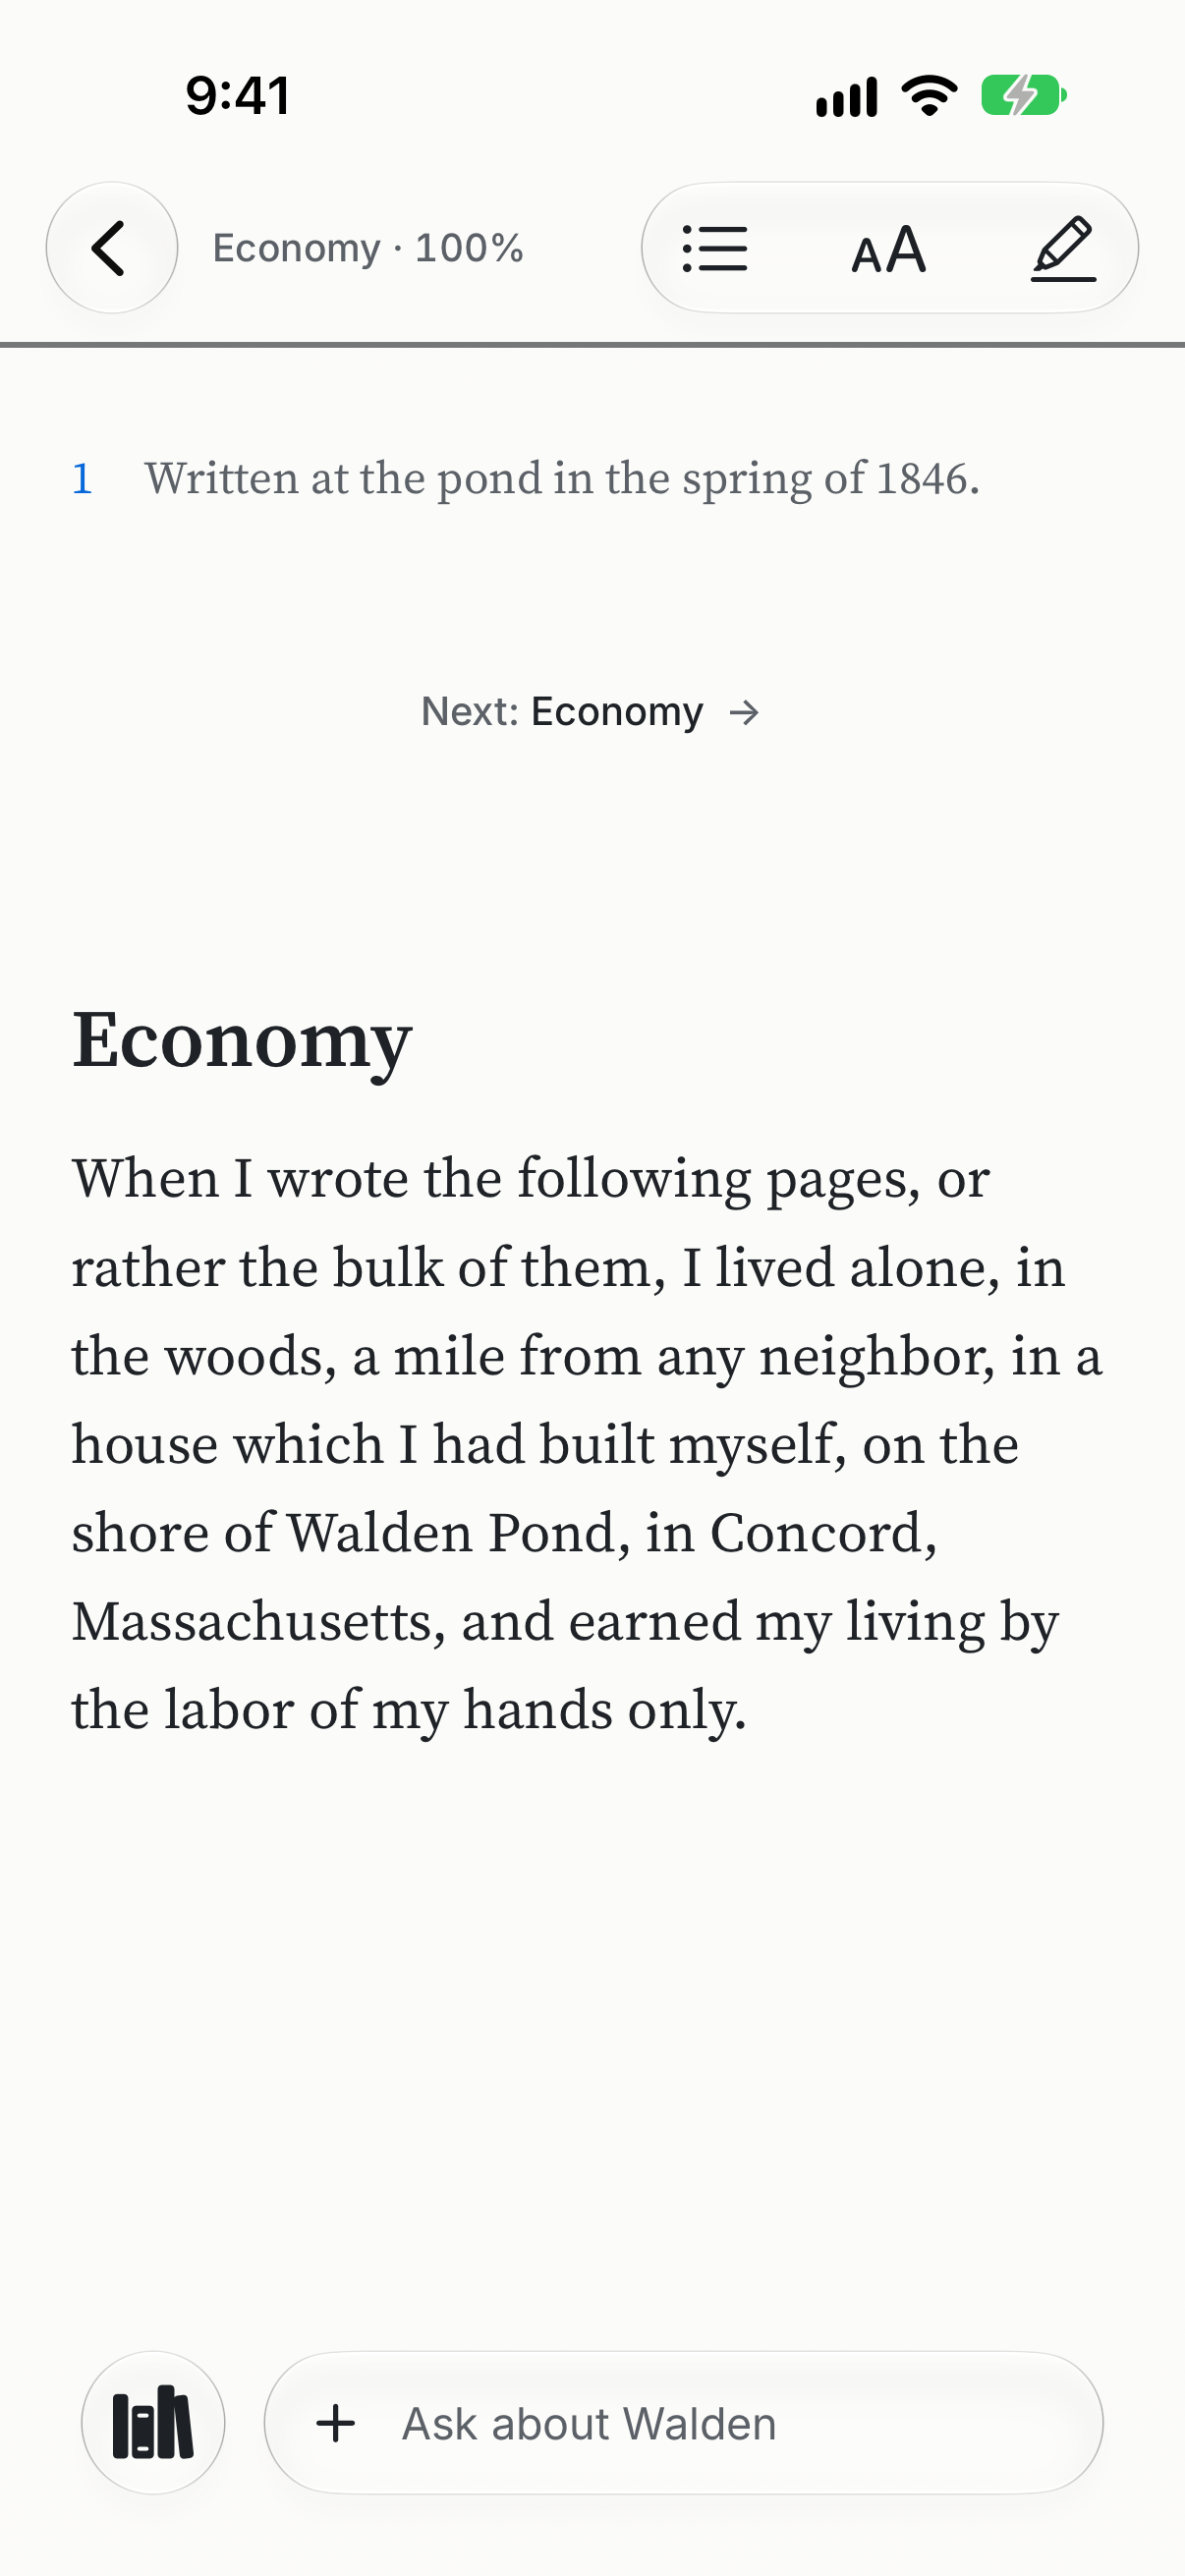 9:41
Economy · 100%
AA
1 Written at the pond in the spring of 1846.
Next: Economy →
Economy
When I wrote the following pages, or
rather the bulk of them, I lived alone, in
the woods, a mile from any neighbor, in a
house which I had built myself, on the
shore of Walden Pond, in Concord,
Massachusetts, and earned my living by
the labor of my hands only.
Ask about Walden